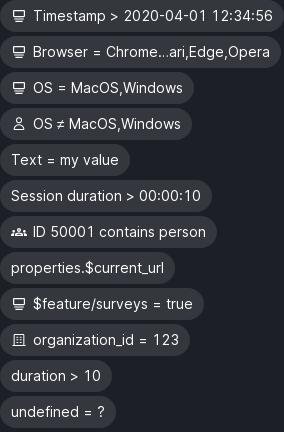 Timestamp > 2020-04-01 12:34:56
Browser = Chrome...ari,Edge,Opera
OS = MacOS,Windows
OS ≠ MacOS,Windows
Text = my value
Session duration > 00:00:10
ID 50001 contains person
properties.$current_url
$feature/surveys = true
organization_id = 123
duration > 10
undefined = ?